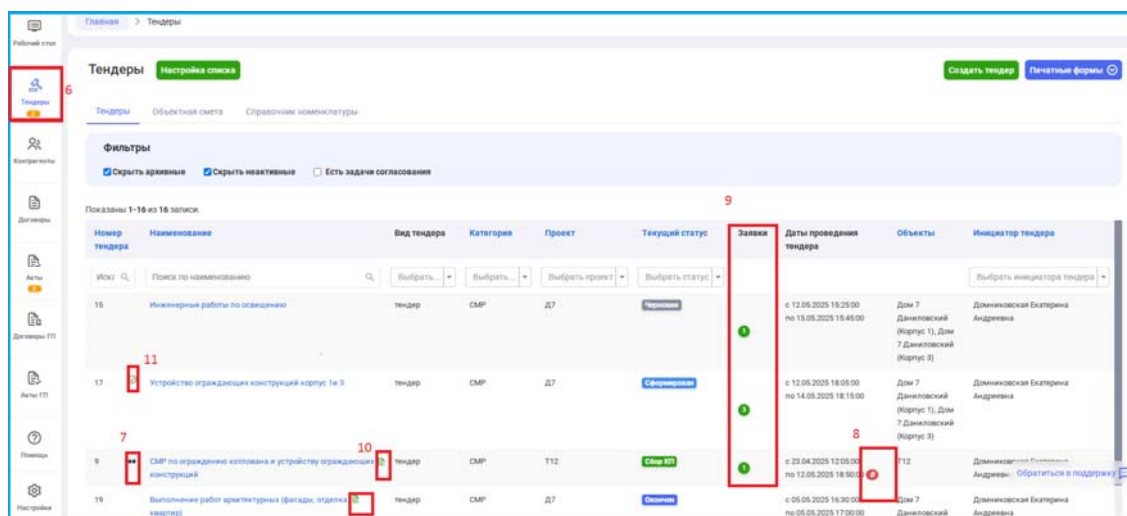 Главная > Тендеры
Рабочий стол
Тендеры Настройка списка
Создать тендер Печатные формы
6
Тендеры
Тендеры Объектная смета Справочник номенклатуры
Контрагенты
Фильтры
Скрыть архивные Скрыть неактивные Есть задачи согласования
Договоры
9
Показаны 1-16 из 16 записи.
Номер тендера
Наименование
Вид тендера
Категория
Проект
Текущий статус
Заявки
Даты проведения тендера
Объекты
Инициатор тендера
Акты
Поиск по наименованию
Выбрать...
Выбрать...
Выбрать проект
Выбрать статус
Выбрать инициатора тендера
Договоры ГП
15
Инженерные работы по освещению
тендер
СМР
Д7
Черновик
1
с 12.05.2025 15:25:00
по 15.05.2025 15:45:00
Дом 7
Даниловский
(Корпус 1), Дом
7 Даниловский
(Корпус 3)
Домниковская Екатерина
Андреевна
Акты ГП
11
17
Устройство ограждающих конструкций корпус 1и 3
тендер
СМР
Д7
Сформирован
3
с 12.05.2025 18:05:00
по 14.05.2025 18:15:00
Дом 7
Даниловский
(Корпус 1), Дом
7 Даниловский
(Корпус 3)
Домниковская Екатерина
Андреевна
Помощь
7
10
8
9
СМР по ограждению котлована и устройству ограждающих
конструкций
тендер
СМР
Т12
Сбор КП
1
с 23.04.2025 12:05:00
по 12.05.2025 18:50:00
Т12
Обратиться в поддержку
Настройки
19
Выполнение работ архитектурных (фасады, отделка
квартир)
тендер
СМР
Д7
Окончен
с 05.05.2025 16:30:00
по 05.05.2025 17:00:00
Дом 7
Даниловский
Домниковская Екатерина
Андреевна